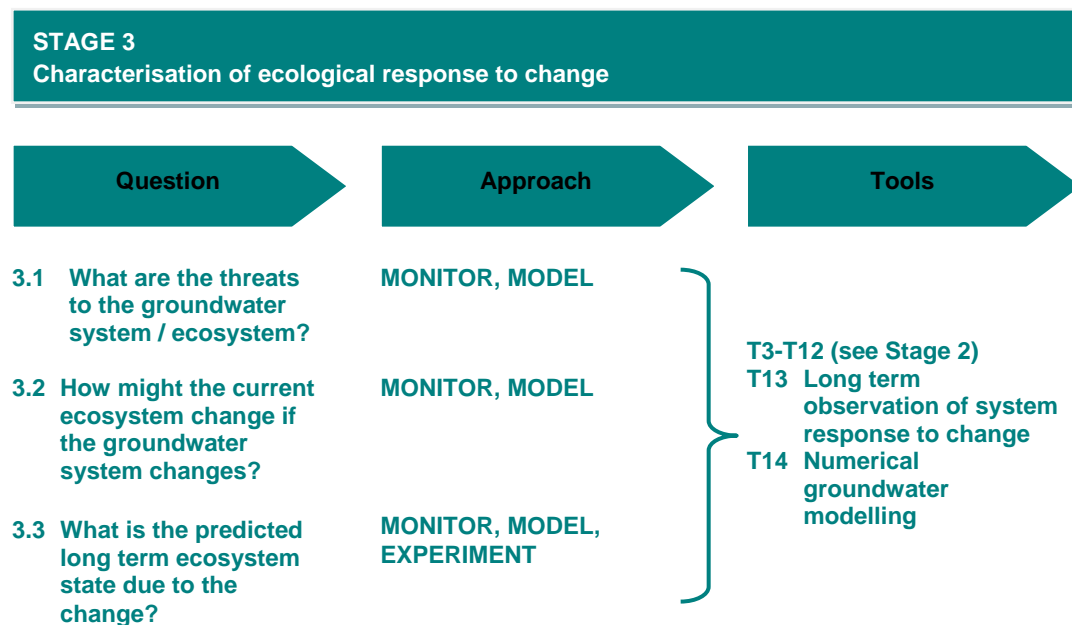 STAGE 3
Characterisation of ecological response to change
Question
Approach
Tools
3.1 What are the threats
to the groundwater
system / ecosystem?
MONITOR, MODEL
3.2 How might the current
ecosystem change if
the groundwater
system changes?
MONITOR, MODEL
3.3 What is the predicted
long term ecosystem
state due to the
change?
MONITOR, MODEL,
EXPERIMENT
T3-T12 (see Stage 2)
T13 Long term
observation of system
response to change
T14 Numerical
groundwater
modelling